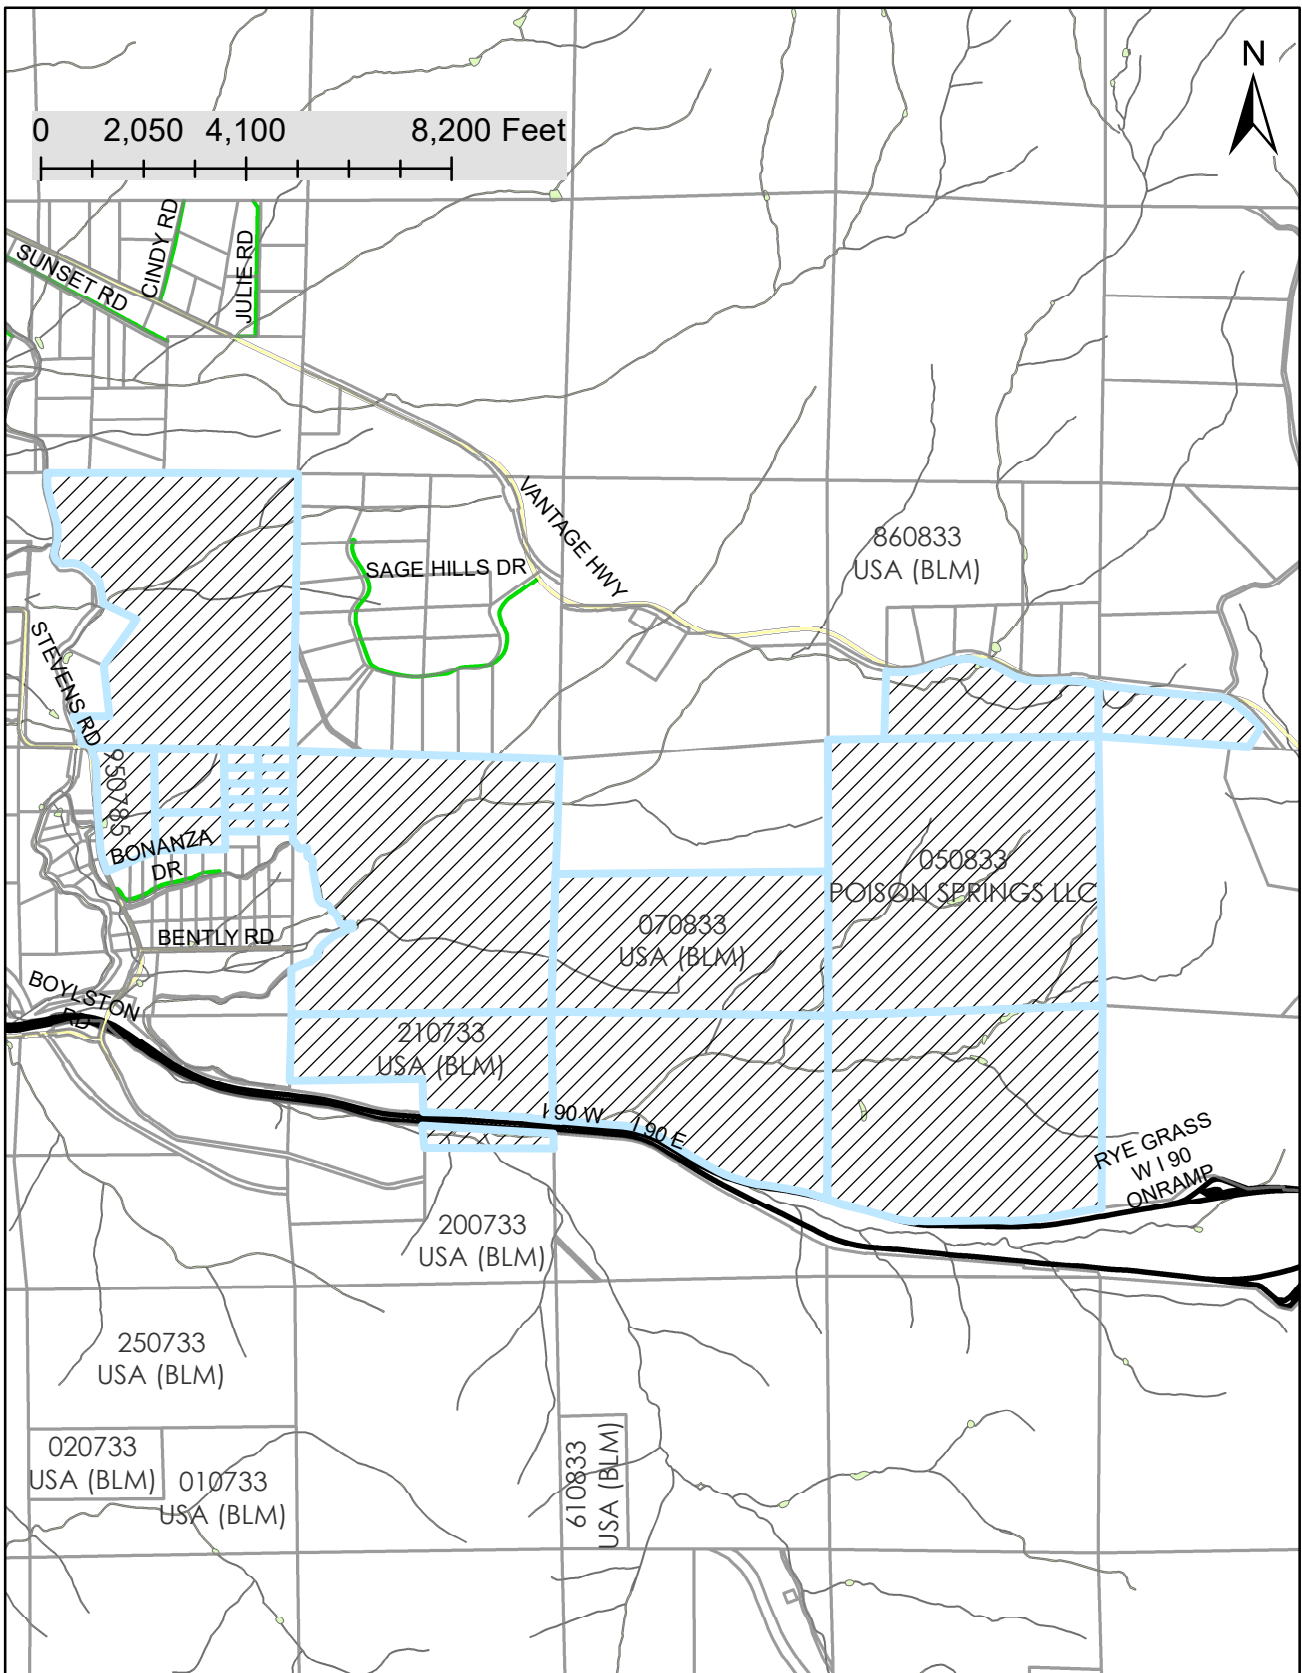 N
0 2,050 4,100 8,200 Feet
CINDY RD
JULIE RD
SUNSET RD
VANTAGE HWY
860833
USA (BLM)
SAGE HILLS DR
STEVENS RD
950785
BONANZA
DR
050833
POISON SPRINGS LLC
070833
USA (BLM)
BENTLY RD
BOYLSTON
RD
210733
USA (BLM)
I 90 W
I 90 E
RYE GRASS
W I 90
ONRAMP
200733
USA (BLM)
250733
USA (BLM)
020733
USA (BLM)
010733
USA (BLM)
610833
USA (BLM)